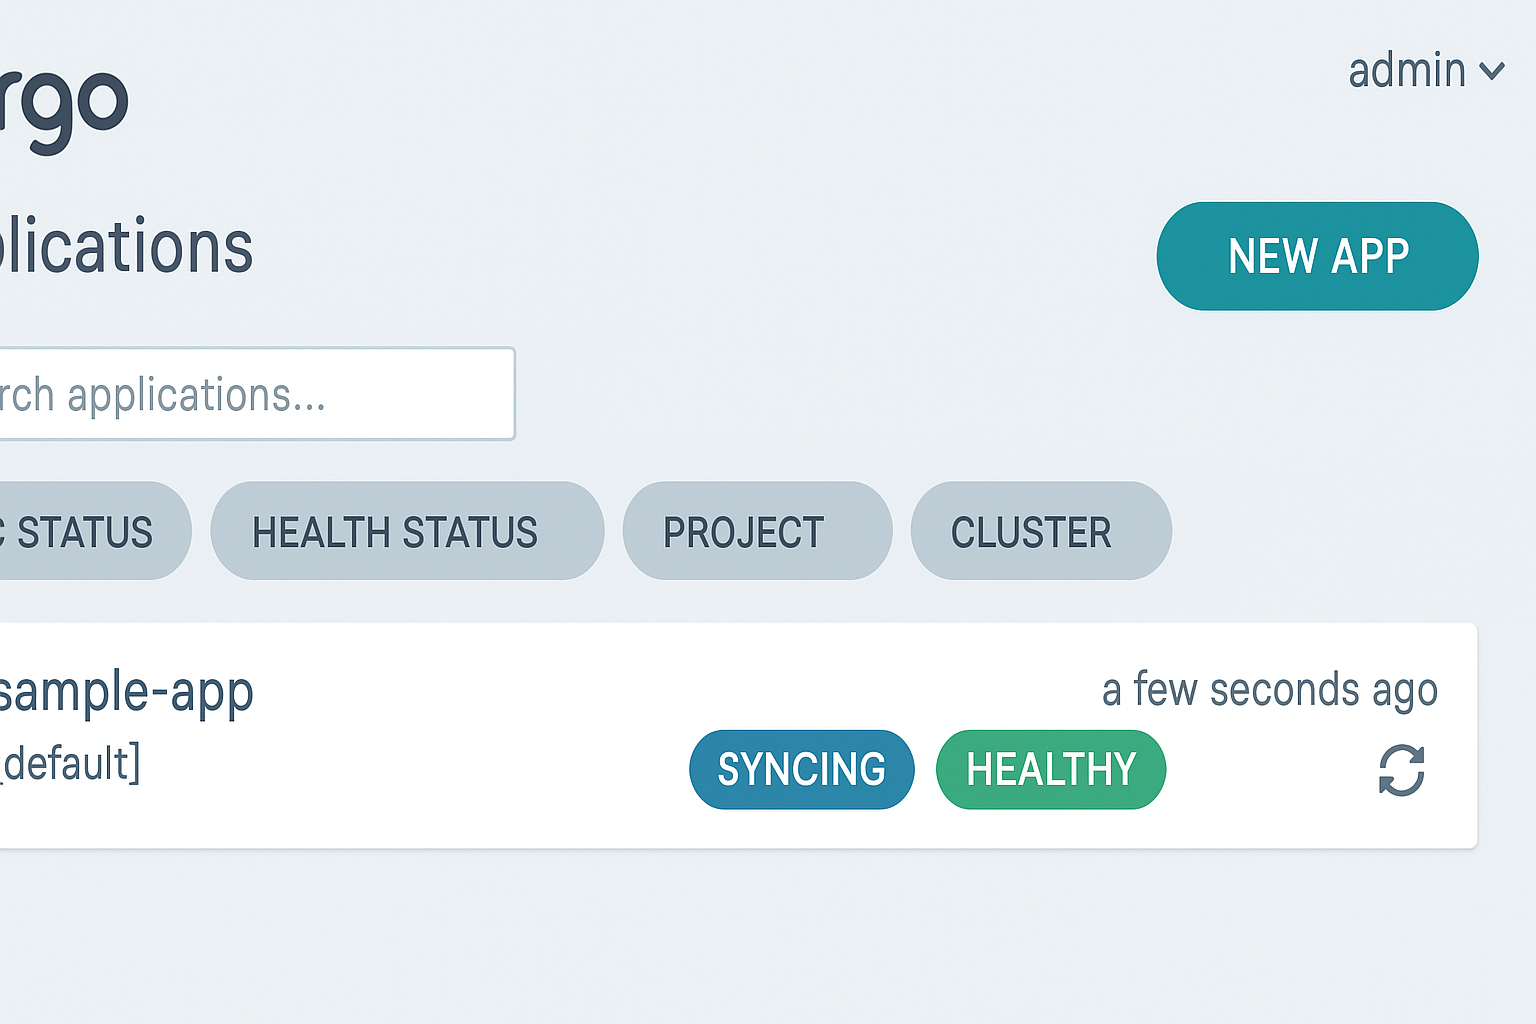 rgo
admin
plications
NEW APP
rch applications...
C STATUS
HEALTH STATUS
PROJECT
CLUSTER
sample-app
a few seconds ago
_default]
SYNCING
HEALTHY